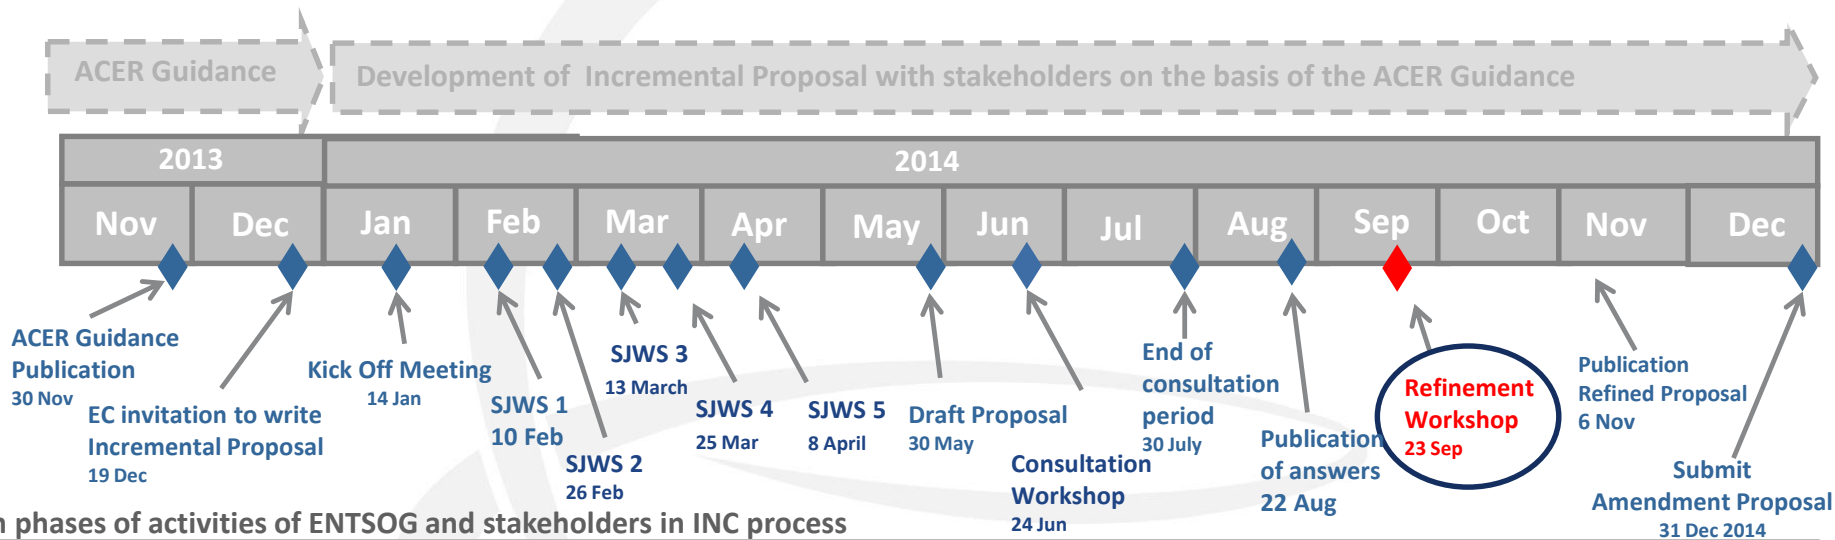 ACER Guidance
Development of Incremental Proposal with stakeholders on the basis of the ACER Guidance
2013
2014
Nov
Dec
Jan
Feb
Mar
Apr
May
Jun
Jul
Aug
Sep
Oct
Nov
Dec
ACER Guidance
Publication
30 Nov
EC invitation to write
Incremental Proposal
19 Dec
Kick Off Meeting
14 Jan
SJWS 1
10 Feb
SJWS 2
26 Feb
SJWS 3
13 March
SJWS 4
25 Mar
SJWS 5
8 April
Draft Proposal
30 May
Consultation
Workshop
24 Jun
End of
consultation
period
30 July
Publication
of answers
22 Aug
Refinement
Workshop
23 Sep
Publication
Refined Proposal
6 Nov
Submit
Amendment Proposal
31 Dec 2014
phases of activities of ENTSOG and stakeholders in INC process